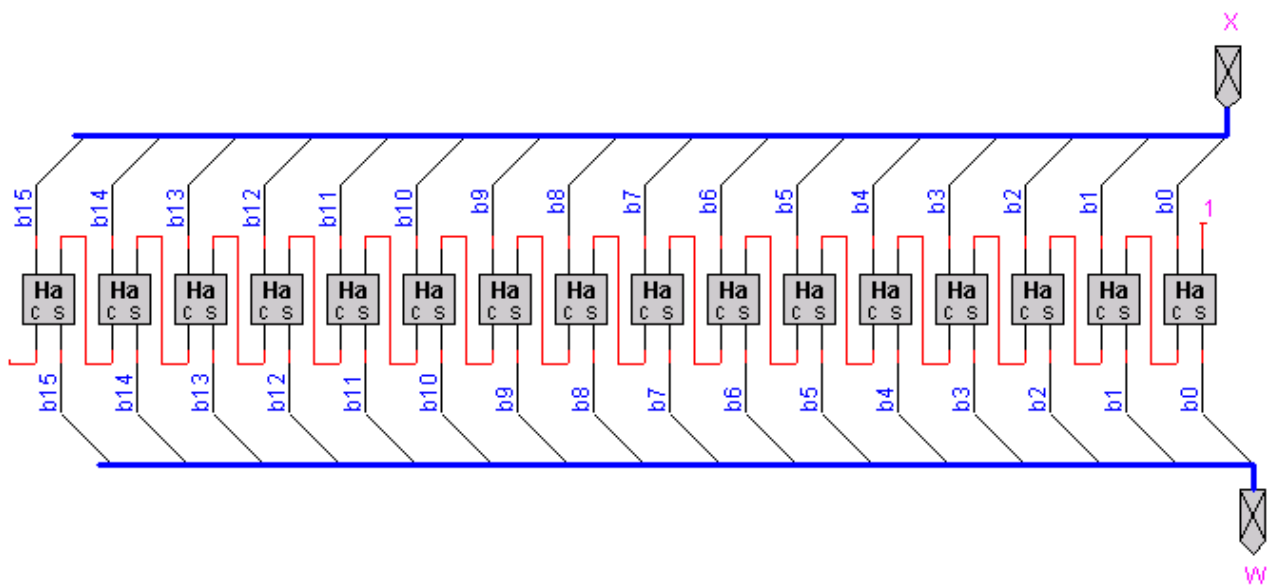 X
b15 b14 b13 b12 b11 b10 b9 b8 b7 b6 b5 b4 b3 b2 b1 b0 1
Ha Ha Ha Ha Ha Ha Ha Ha Ha Ha Ha Ha Ha Ha Ha Ha
C S C S C S C S C S C S C S C S C S C S C S C S C S C S C S C S
b15 b14 b13 b12 b11 b10 b9 b8 b7 b6 b5 b4 b3 b2 b1 b0
W